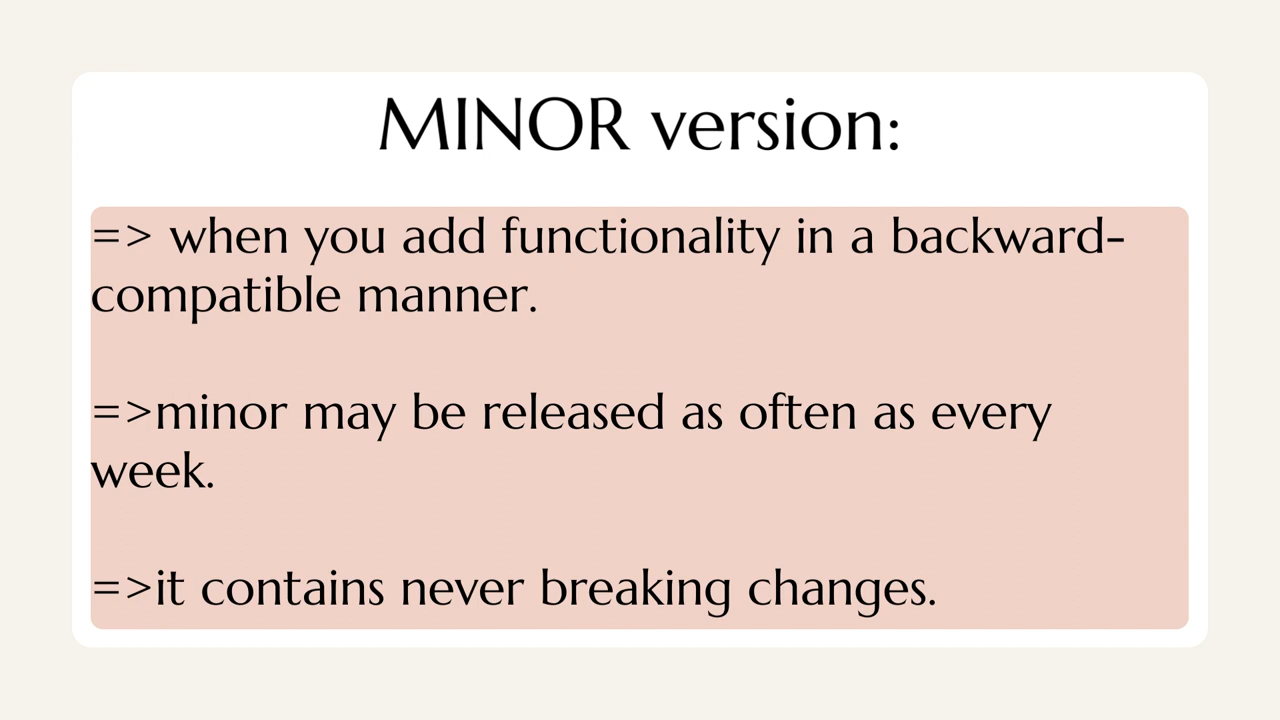 MINOR version:
=> when you add functionality in a backward-
compatible manner.
=>minor may be released as often as every
week.
=>it contains never breaking changes.